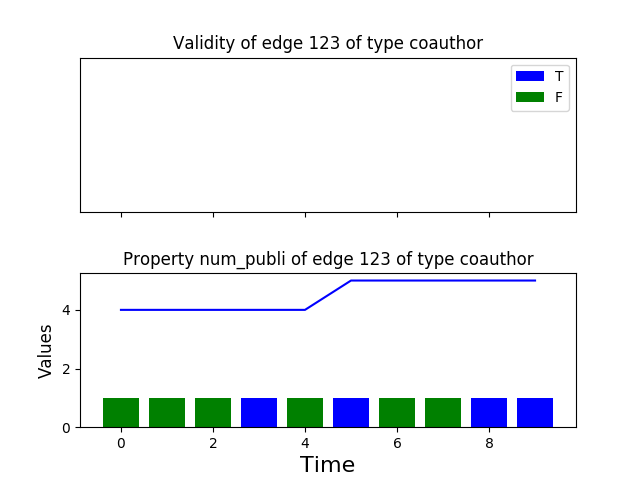 Validity of edge 123 of type coauthor
T
F
Property num_publi of edge 123 of type coauthor
4
2
0
Values
0 2 4 6 8
Time